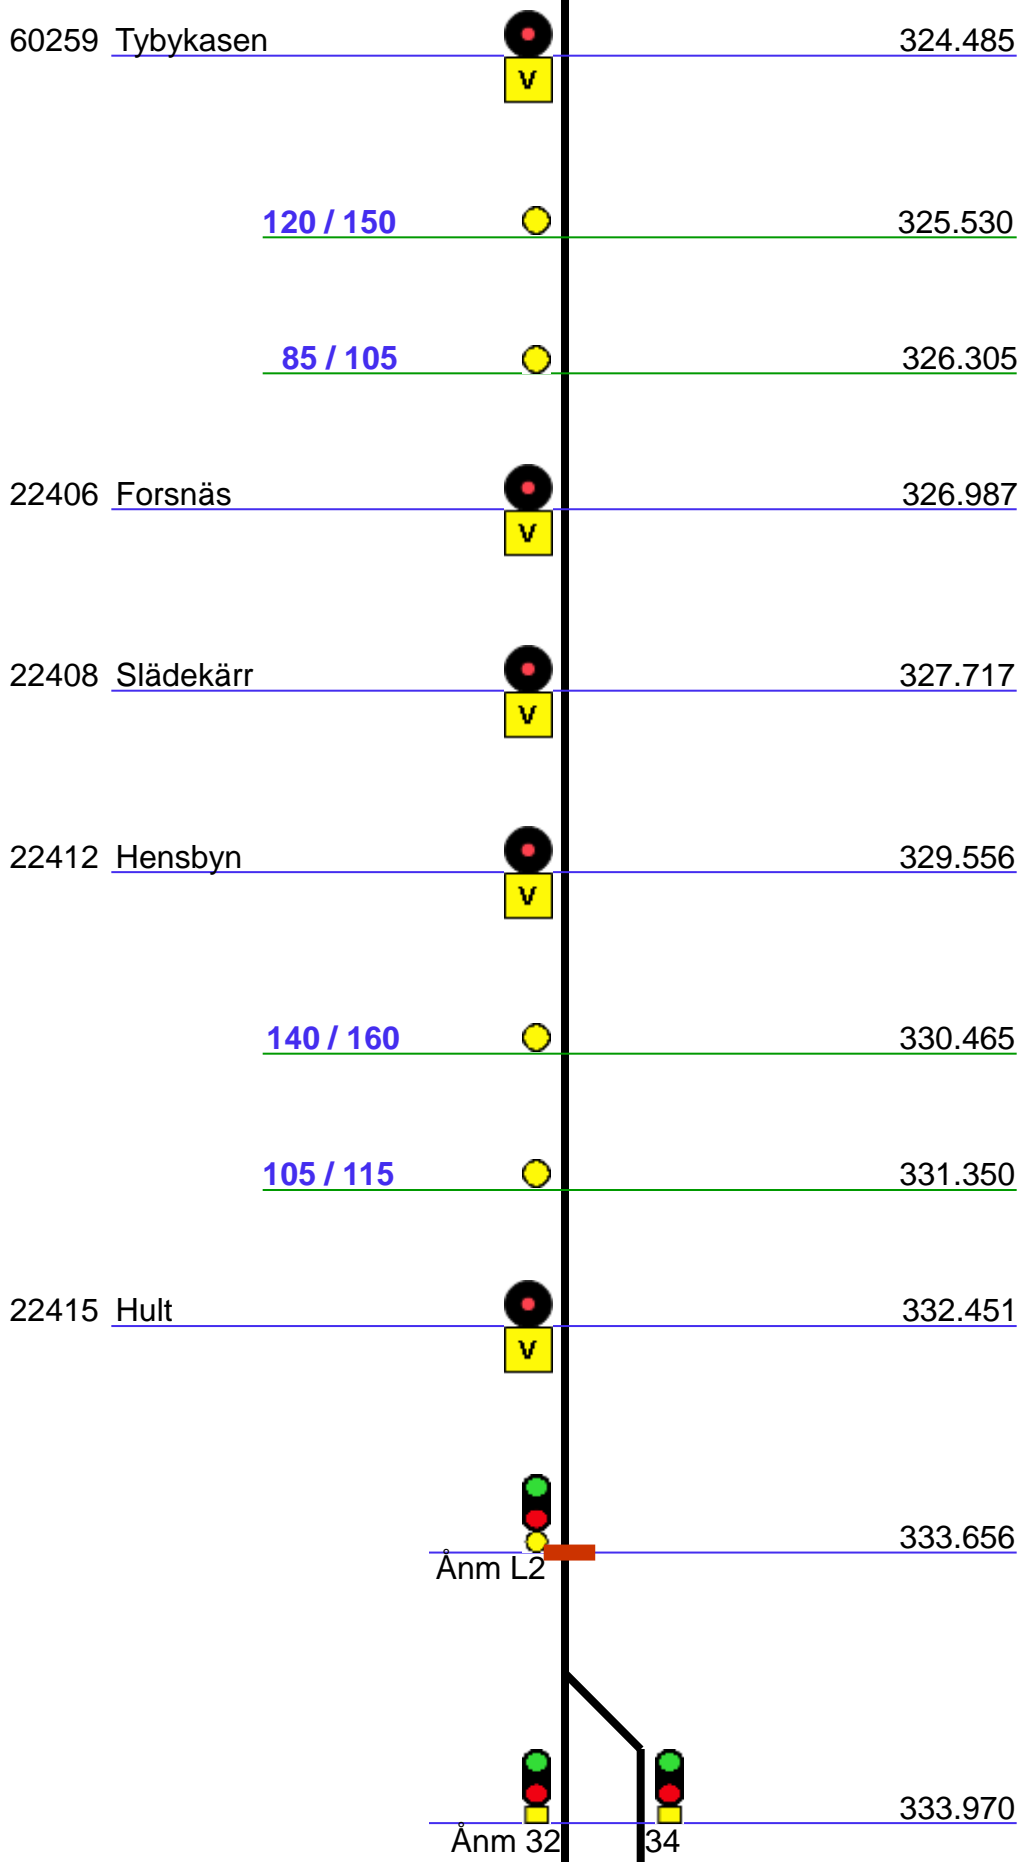 60259 Tybykasen 324.485
V
120 / 150 325.530
85 / 105 326.305
22406 Forsnäs 326.987
V
22408 Slädekärr 327.717
V
22412 Hensbyn 329.556
V
140 / 160 330.465
105 / 115 331.350
22415 Hult 332.451
V
333.656
Ånm L2
333.970
Ånm 32 34